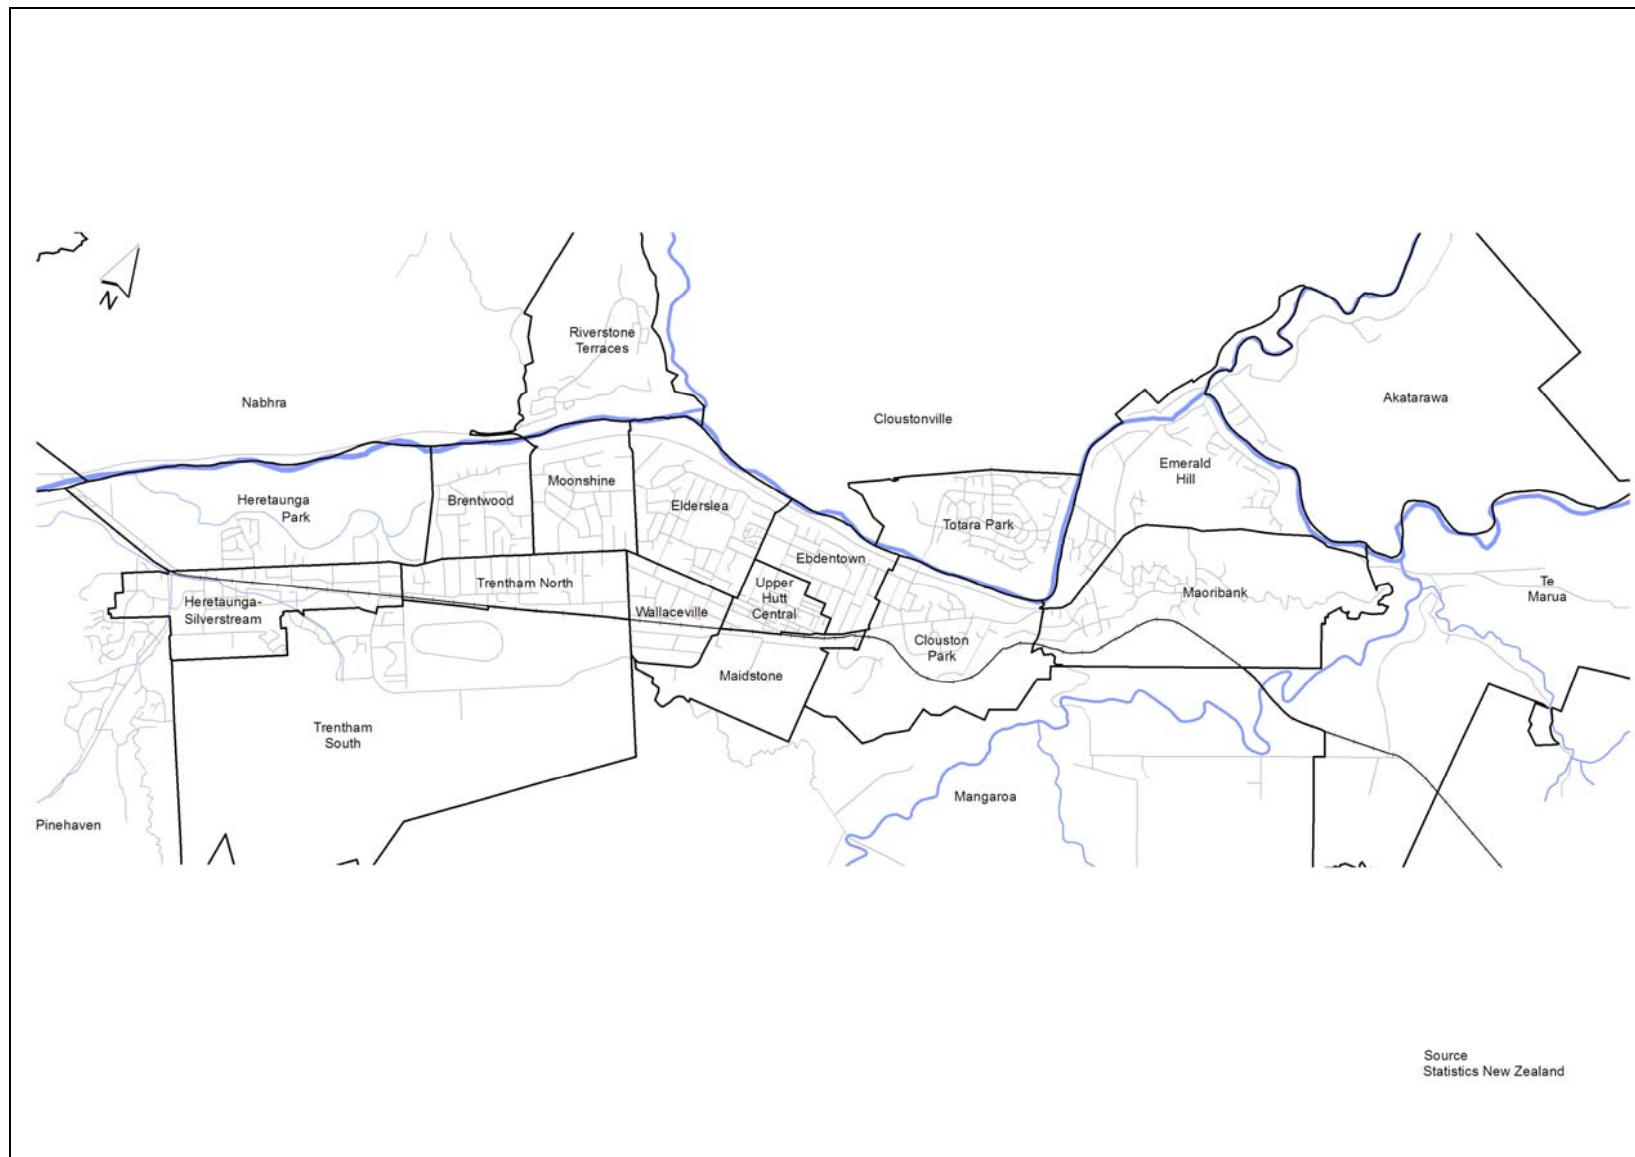 N
Riverstone
Terraces
Nabhra
Cloustonville
Akatarawa
Emerald
Hill
Heretaunga
Park
Brentwood
Moonshine
Elderslea
Totara Park
Ebdentown
Trentham North
Upper
Hutt
Central
Wallaceville
Maoribank
Te
Marua
Heretaunga-
Silverstream
Clouston
Park
Maidstone
Trentham
South
Mangaroa
Pinehaven
Source
Statistics New Zealand